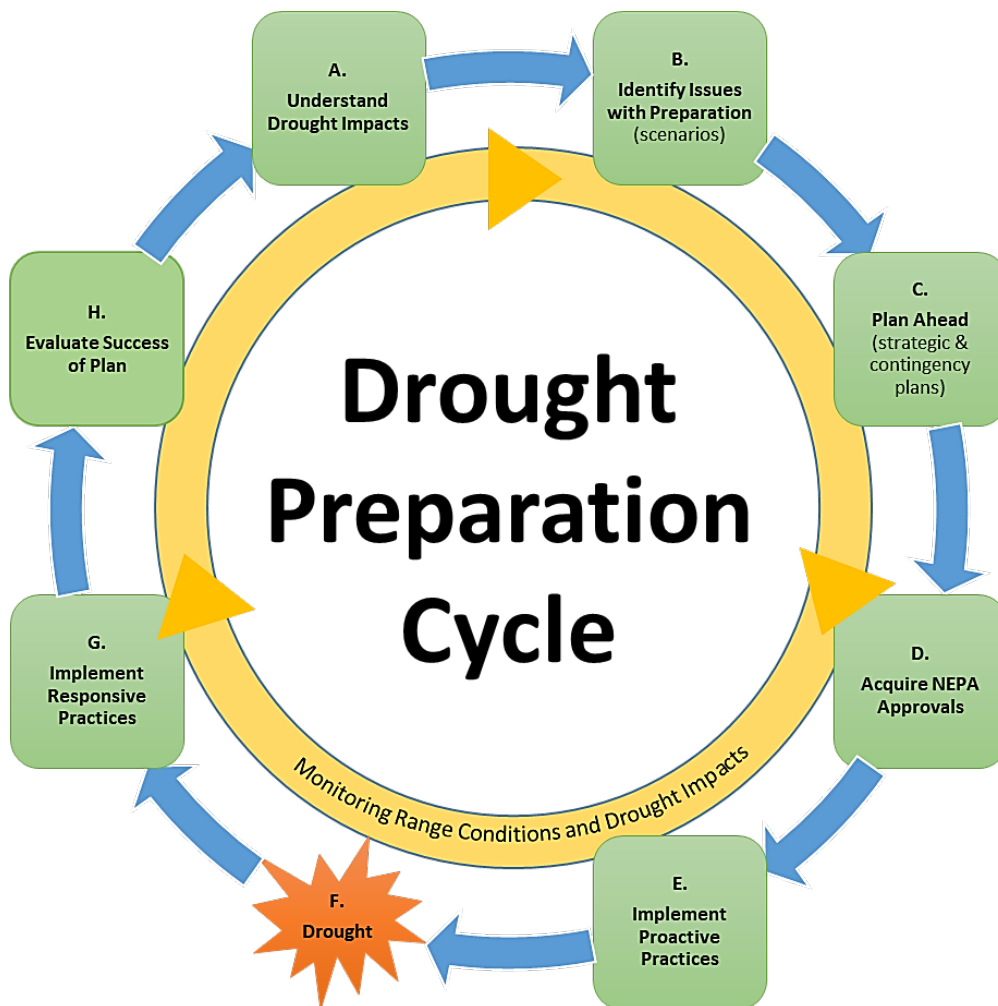 A.
Understand
Drought Impacts
B.
Identify Issues
with Preparation
(scenarios)
C.
Plan Ahead
(strategic &
contingency
plans)
D.
Acquire NEPA
Approvals
E.
Implement
Proactive
Practices
F.
Drought
G.
Implement
Responsive
Practices
H.
Evaluate Success
of Plan
Drought
Preparation
Cycle
Monitoring Range Conditions and Drought Impacts